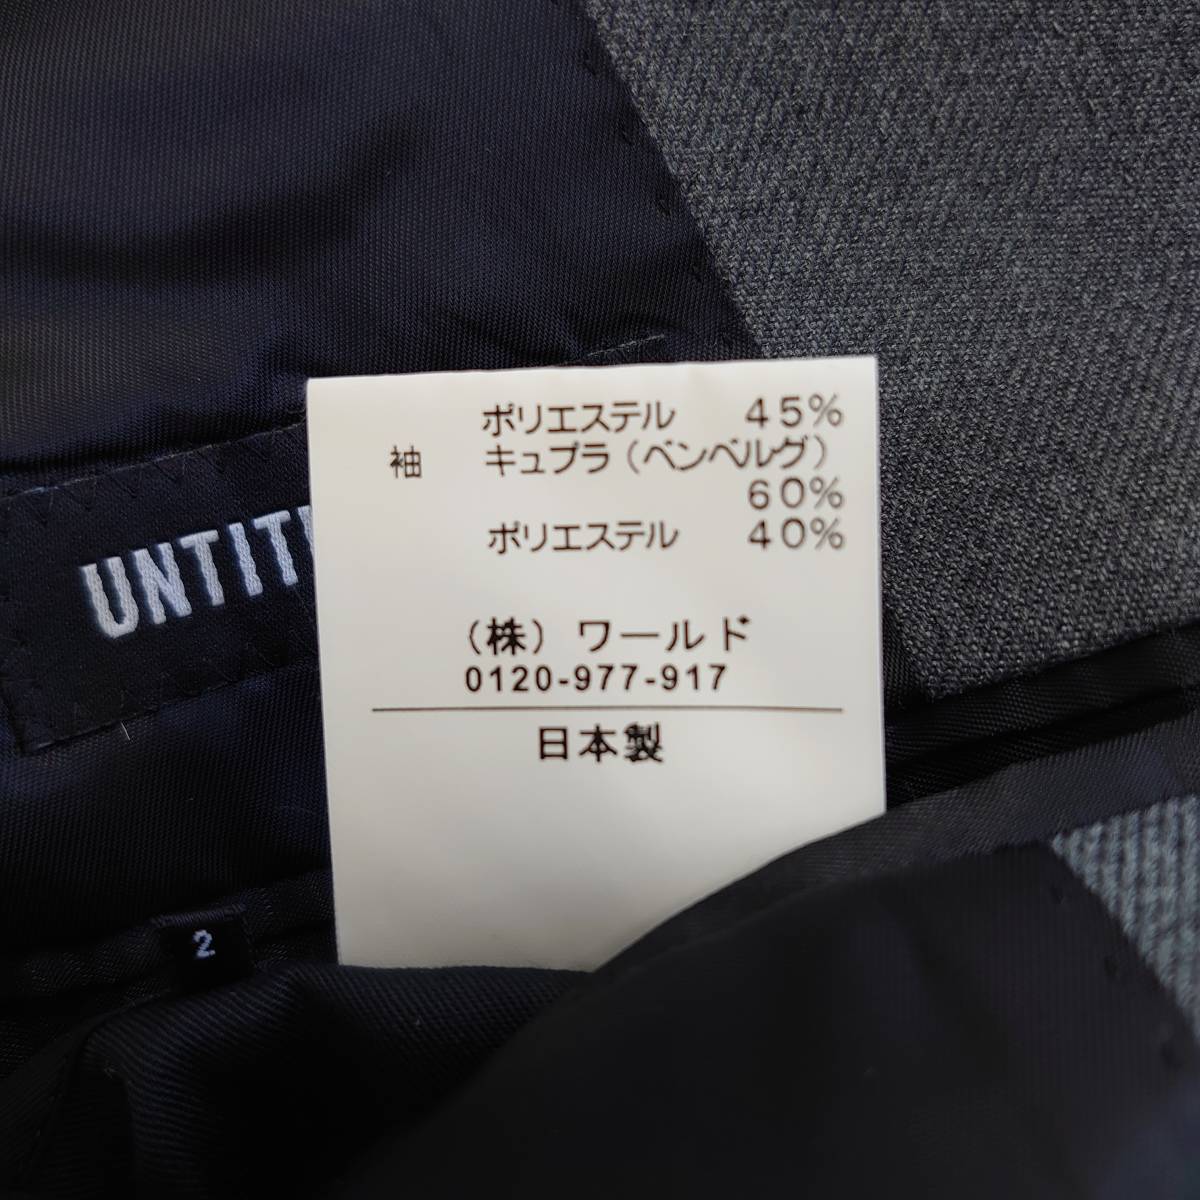 ポリエステル 45%
袖 キュプラ(ベンベルグ)
60%
ポリエステル 40%
(株) ワールド
0120-977-917
日本製
UNTIT
2